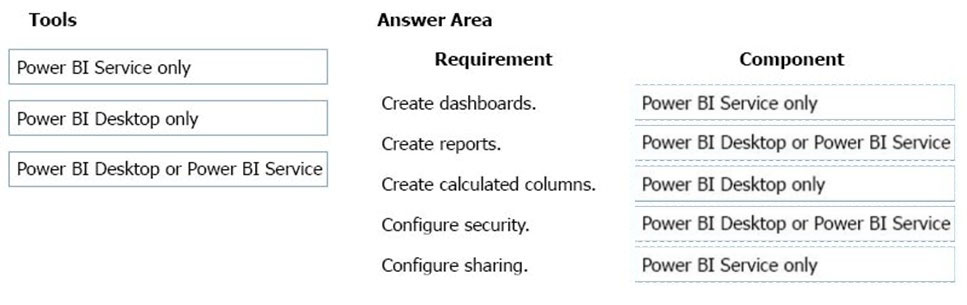 Tools
Answer Area
Requirement
Component
Power BI Service only
Power BI Desktop only
Power BI Desktop or Power BI Service
Create dashboards.
Power BI Service only
Create reports.
Power BI Desktop or Power BI Service
Create calculated columns.
Power BI Desktop only
Configure security.
Power BI Desktop or Power BI Service
Configure sharing.
Power BI Service only